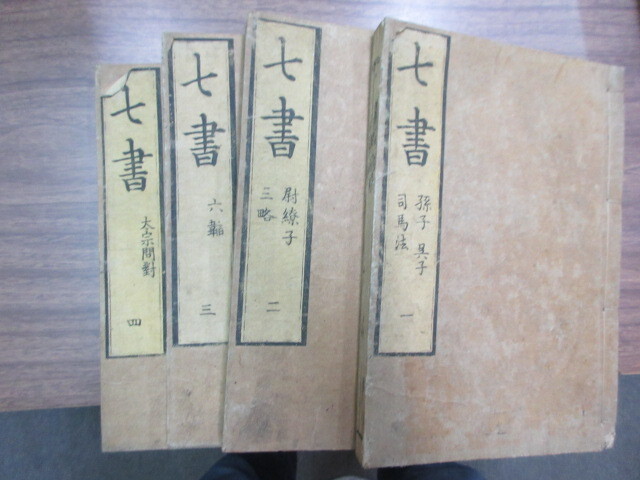 七書
孫子 呉子
司馬法
一
七書
尉繚子
三略
二
七書
六韜
三
七書
太宗問對
四